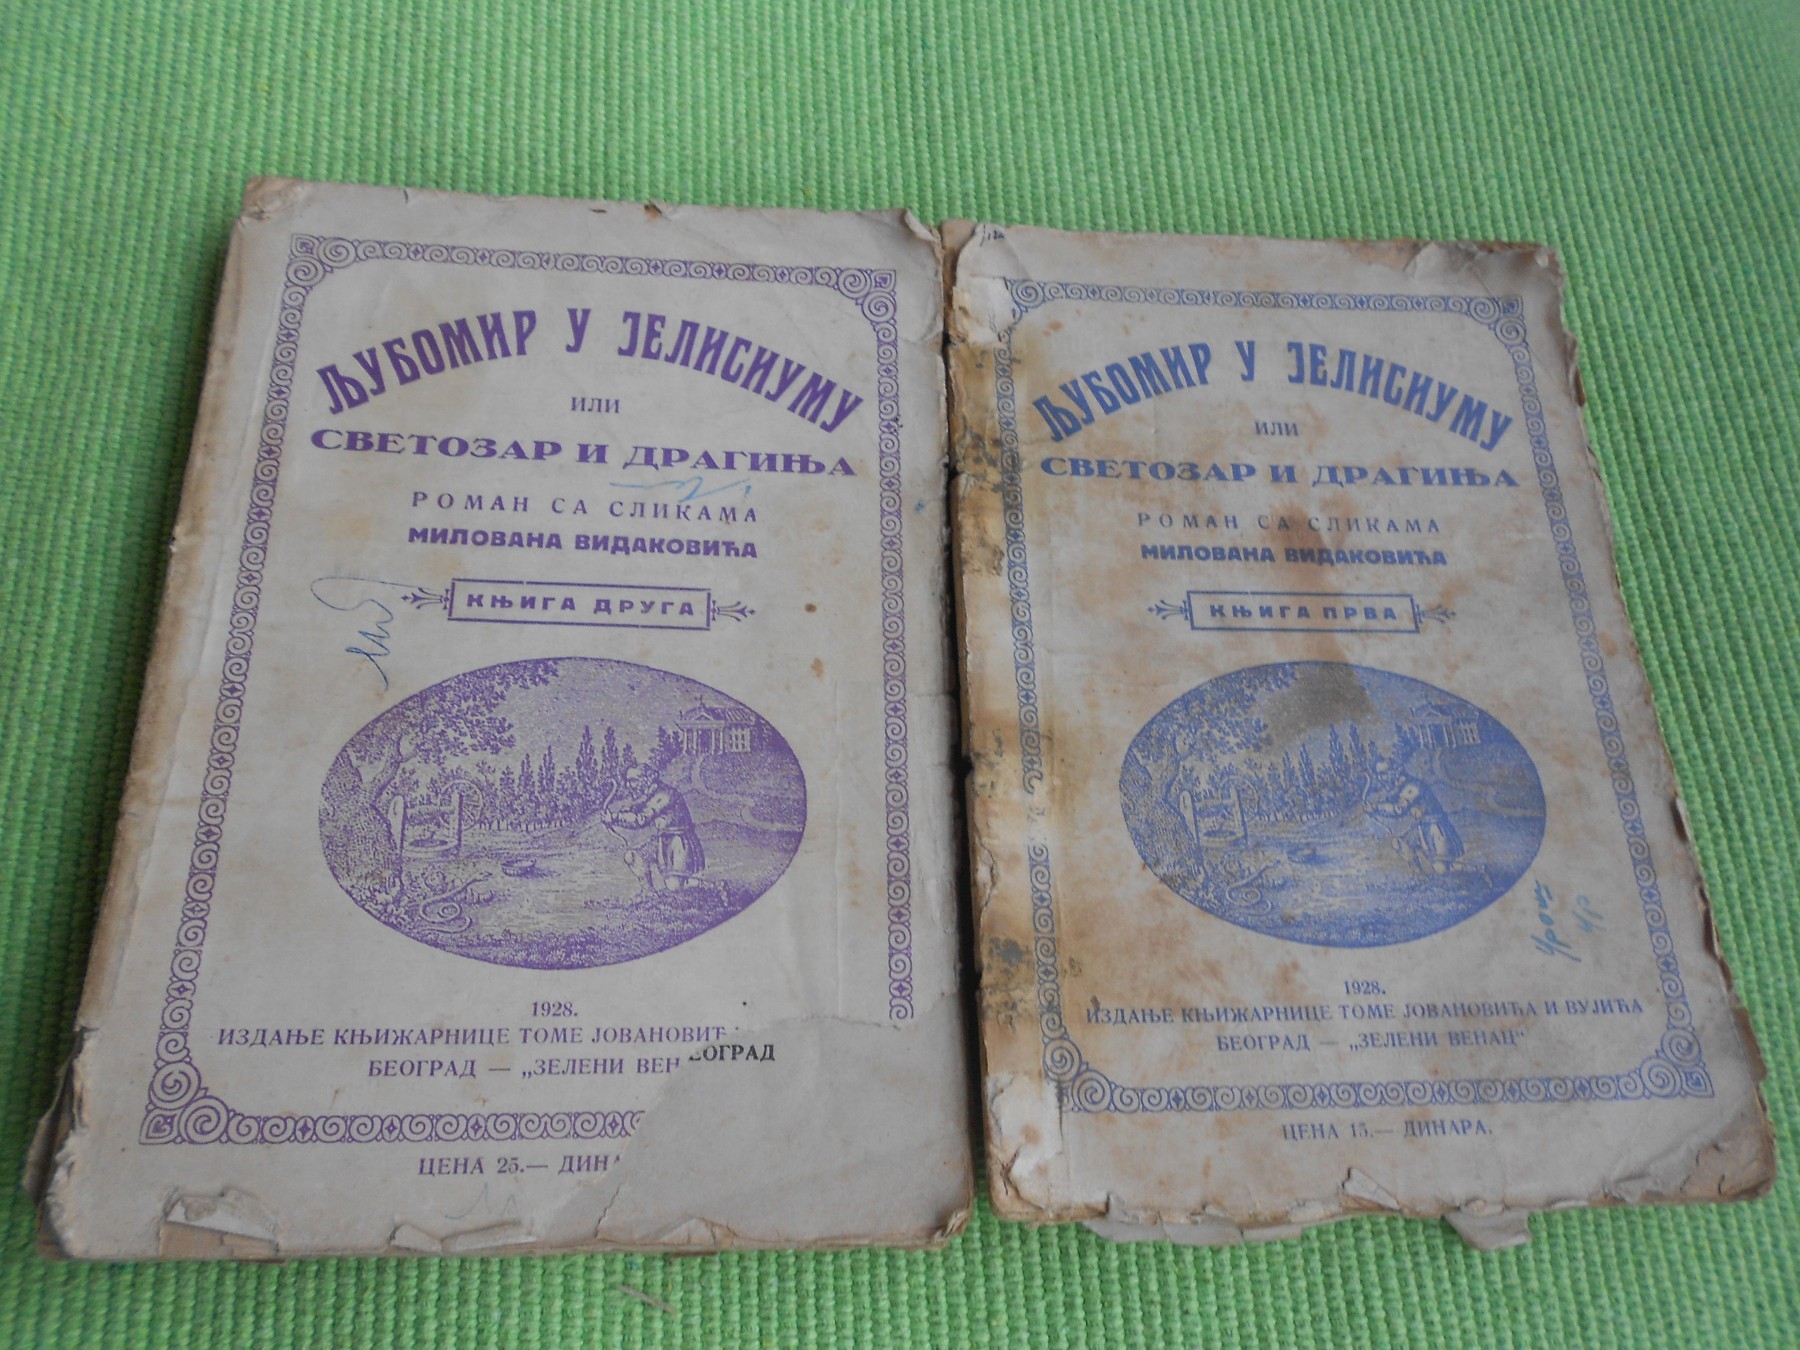 ЉУБОМИР У ЈЕЛИСИУМУ
ИЛИ
СВЕТОЗАР И ДРАГИЊА
РОМАН СА СЛИКАМА
МИЛОВАНА ВИДАКОВИЋА
КЊИГА ДРУГА
1928.
ИЗДАЊЕ КЊИЖАРНИЦЕ ТОМЕ ЈОВАНОВИЋ
БЕОГРАД — „ЗЕЛЕНИ ВЕН
ЕОГРАД
ЦЕНА 25.— ДИНА
ЉУБОМИР У ЈЕЛИСИУМУ
ИЛИ
СВЕТОЗАР И ДРАГИЊА
РОМАН СА СЛИКАМА
МИЛОВАНА ВИДАКОВИЋА
КЊИГА ПРВА
1928.
ИЗДАЊЕ КЊИЖАРНИЦЕ ТОМЕ ЈОВАНОВИЋА И ВУЈИЋА
БЕОГРАД — „ЗЕЛЕНИ ВЕНАЦ"
ЦЕНА 15.— ДИНАРА.